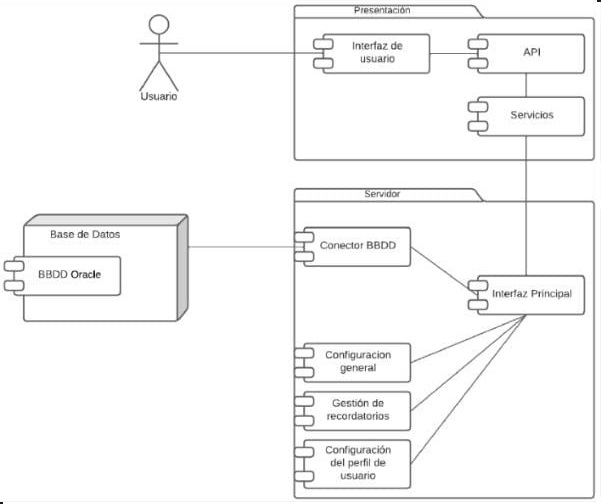 Presentación
Interfaz de
usuario
API
Usuario
Servicios
Servidor
Base de Datos
Conector BBDD
BBDD Oracle
Interfaz Principal
Configuracion
general
Gestión de
recordatorios
Configuración
del perfil de
usuario